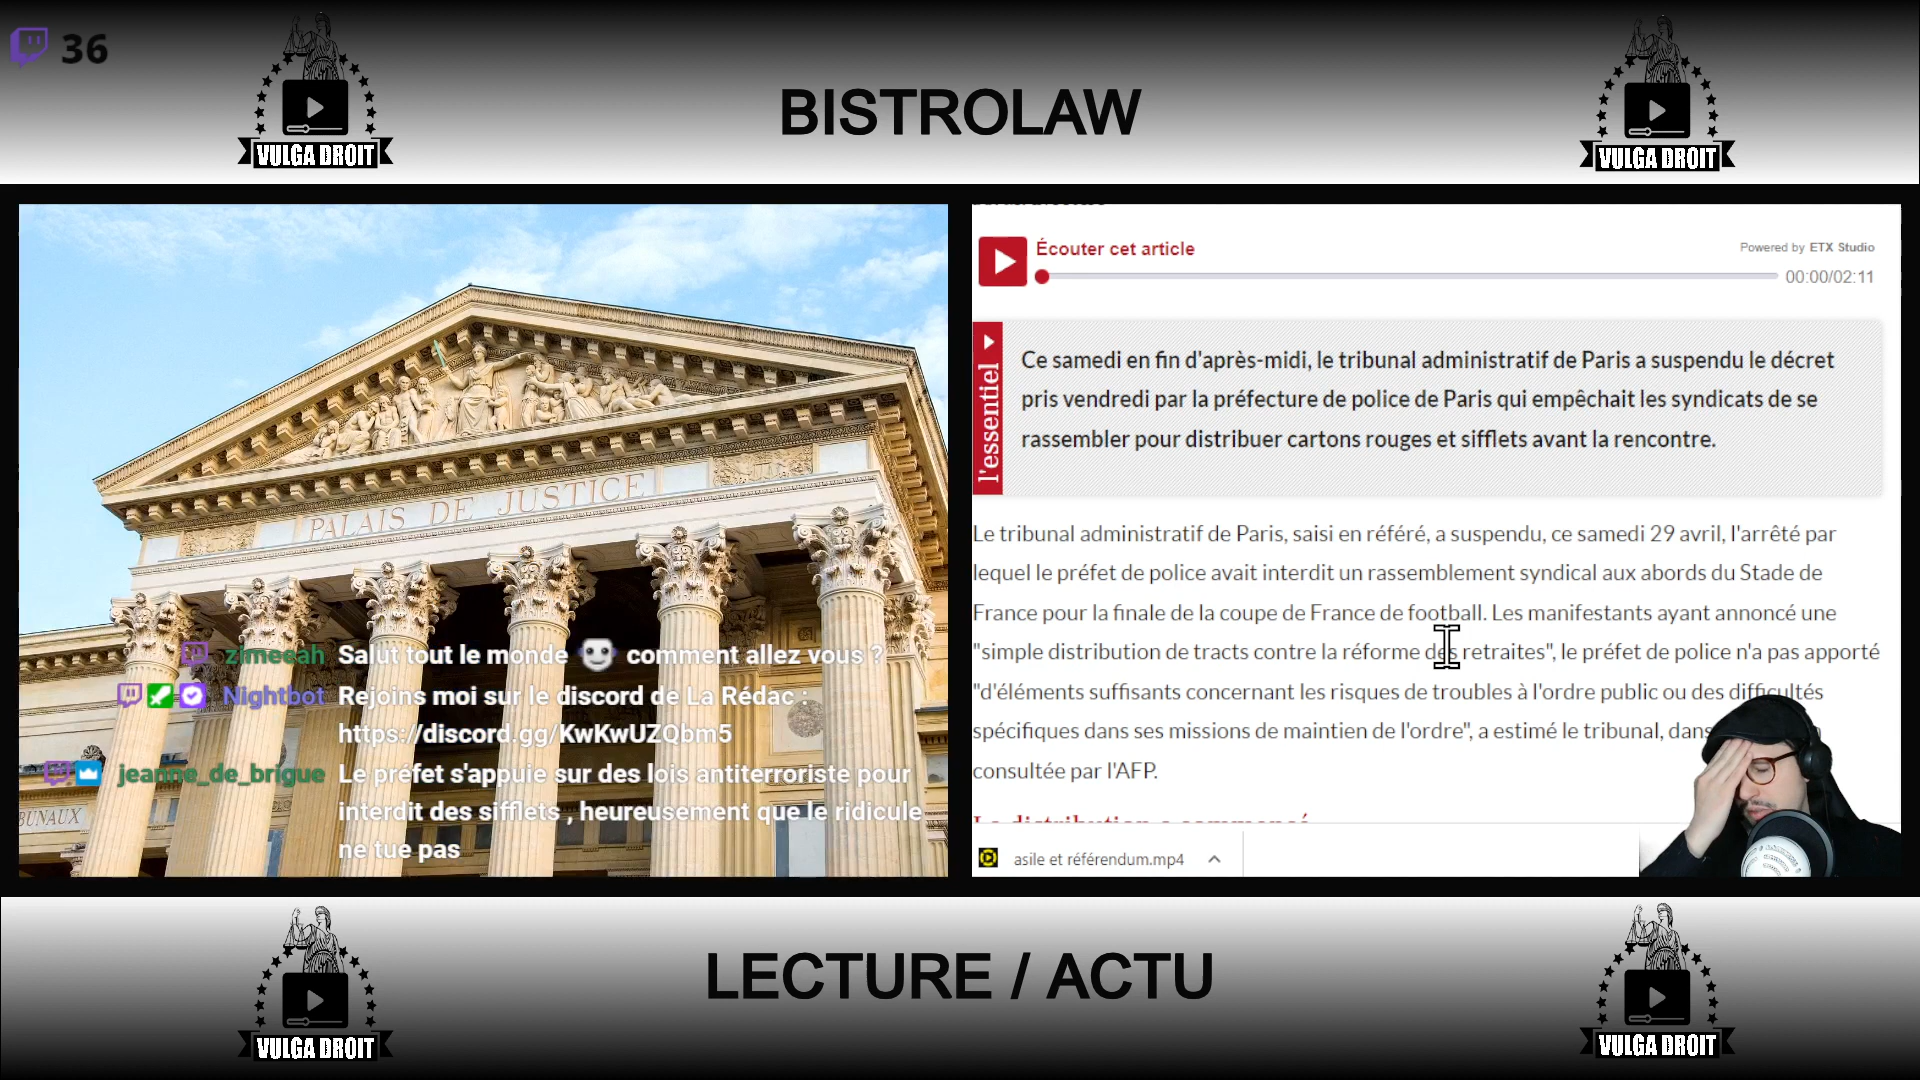 36
VULGA DROIT
BISTROLAW
VULGA DROIT
PALAIS DE JUSTICE
BUNAUX
zimeeah Salut tout le monde comment allez vous ?
Nightbot Rejoins moi sur le discord de La Rédac :
https://discord.gg/KwKwUZQbm5
jeanne_de_brigue Le préfet s'appuie sur des lois antiterroriste pour
interdit des sifflets , heureusement que le ridicule
ne tue pas
Écouter cet article
Powered by ETX Studio
00:00/02:11
l'essentiel
Ce samedi en fin d'après-midi, le tribunal administratif de Paris a suspendu le décret
pris vendredi par la préfecture de police de Paris qui empêchait les syndicats de se
rassembler pour distribuer cartons rouges et sifflets avant la rencontre.
Le tribunal administratif de Paris, saisi en référé, a suspendu, ce samedi 29 avril, l'arrêté par
lequel le préfet de police avait interdit un rassemblement syndical aux abords du Stade de
France pour la finale de la coupe de France de football. Les manifestants ayant annoncé une
"simple distribution de tracts contre la réforme des retraites", le préfet de police n'a pas apporté
"d'éléments suffisants concernant les risques de troubles à l'ordre public ou des difficultés
spécifiques dans ses missions de maintien de l'ordre", a estimé le tribunal, dans
consultée par l'AFP.
La distribution a commencé
asile et référendum.mp4
VULGA DROIT
LECTURE / ACTU
VULGA DROIT